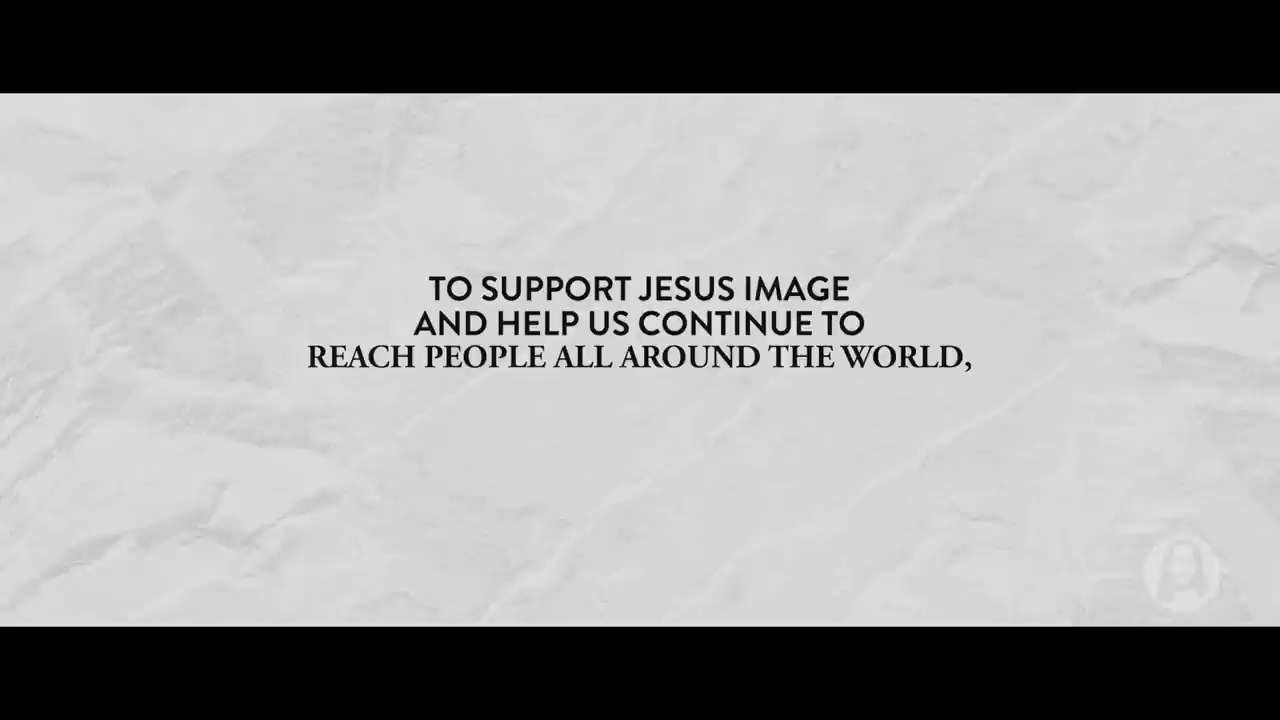 TO SUPPORT JESUS IMAGE
AND HELP US CONTINUE TO
REACH PEOPLE ALL AROUND THE WORLD,